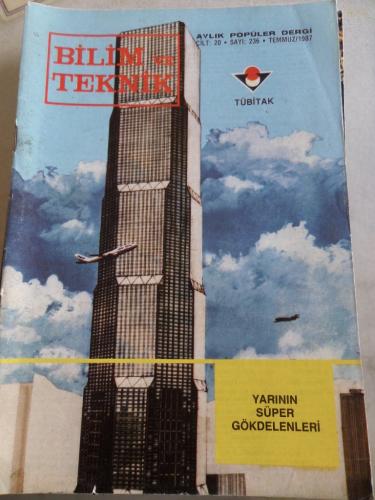 AYLIK POPÜLER DERGİ
CİLT: 20 • SAYI: 236 • TEMMUZ/1987
BİLİM ve
TEKNİK
TÜBİTAK
YARININ
SÜPER
GÖKDELENLERİ